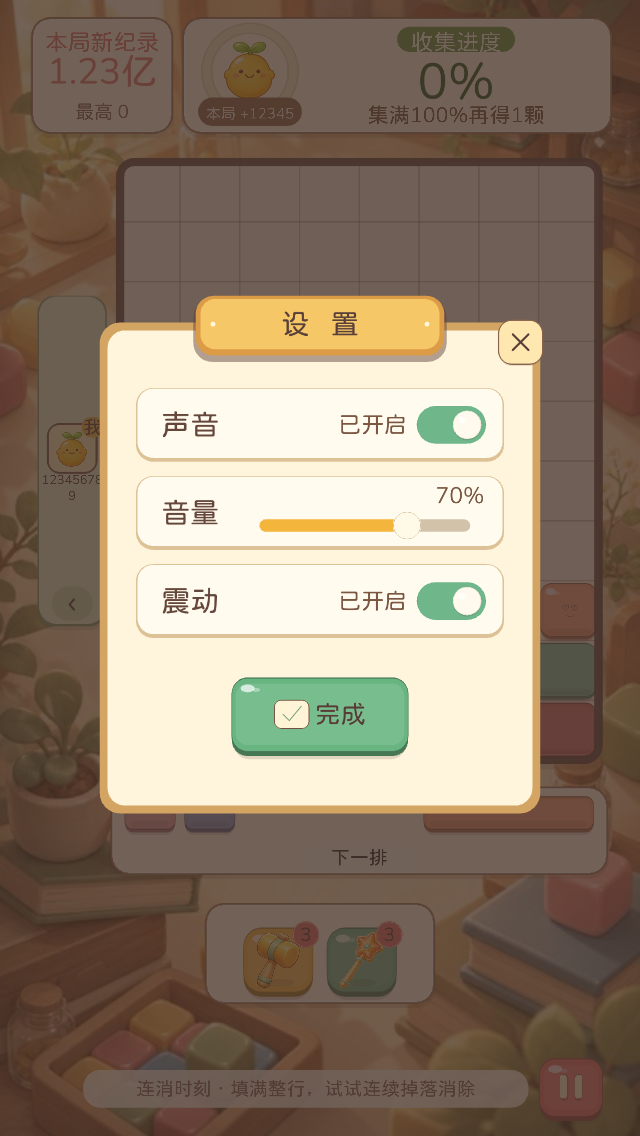 本局新纪录
1.23亿
最高 0
本局 +12345
收集进度
0%
集满100%再得1颗
设 置
声音
已开启
音量
70%
震动
已开启
完成
我
12345678
9
下一排
3
3
连消时刻·填满整行，试试连续掉落消除